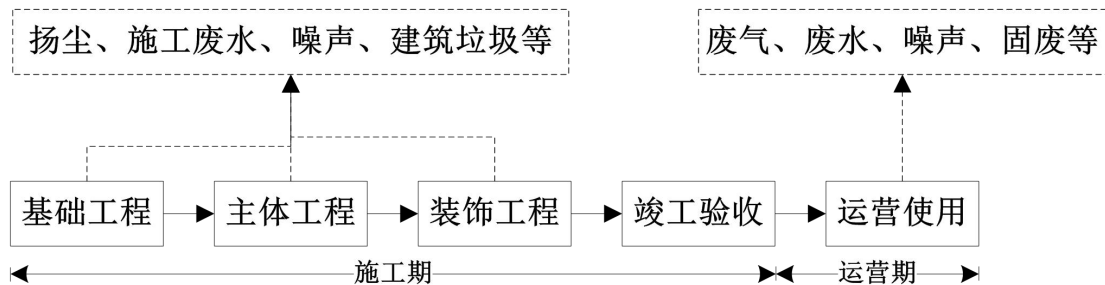 扬尘、施工废水、噪声、建筑垃圾等
废气、废水、噪声、固废等
基础工程
主体工程
装饰工程
竣工验收
运营使用
施工期
运营期